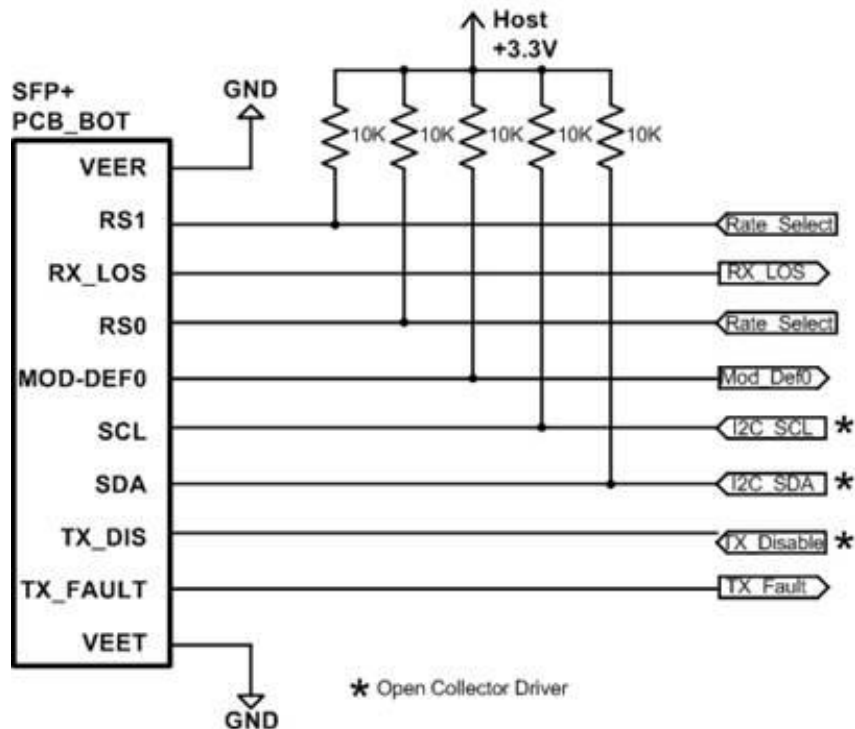 Host
+3.3V
SFP+
PCB_BOT
GND
10K
10K
10K
10K
10K
VEER
RS1
Rate_Select
RX_LOS
RX_LOS
RS0
Rate_Select
MOD-DEF0
Mod_Def0
SCL
I2C_SCL *
SDA
I2C_SDA *
TX_DIS
TX_Disable *
TX_FAULT
TX_Fault
VEET
GND
* Open Collector Driver